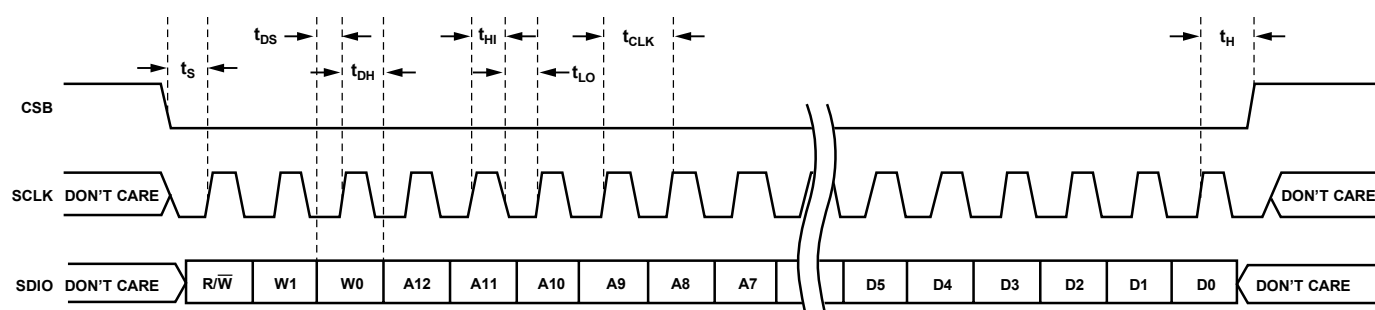 tDS tHI tCLK tH
tS tDH tLO
CSB
SCLK DON'T CARE DON'T CARE
SDIO DON'T CARE R/W̅ W1 W0 A12 A11 A10 A9 A8 A7 D5 D4 D3 D2 D1 D0 DON'T CARE